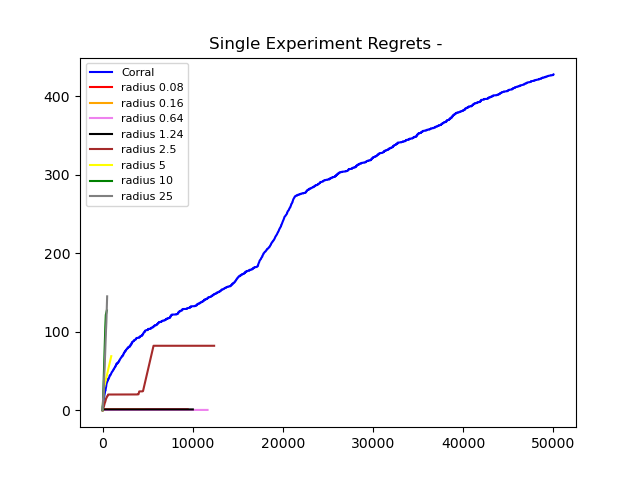 Single Experiment Regrets -
Corral
radius 0.08
radius 0.16
radius 0.64
radius 1.24
radius 2.5
radius 5
radius 10
radius 25
400
300
200
100
0
0 10000 20000 30000 40000 50000